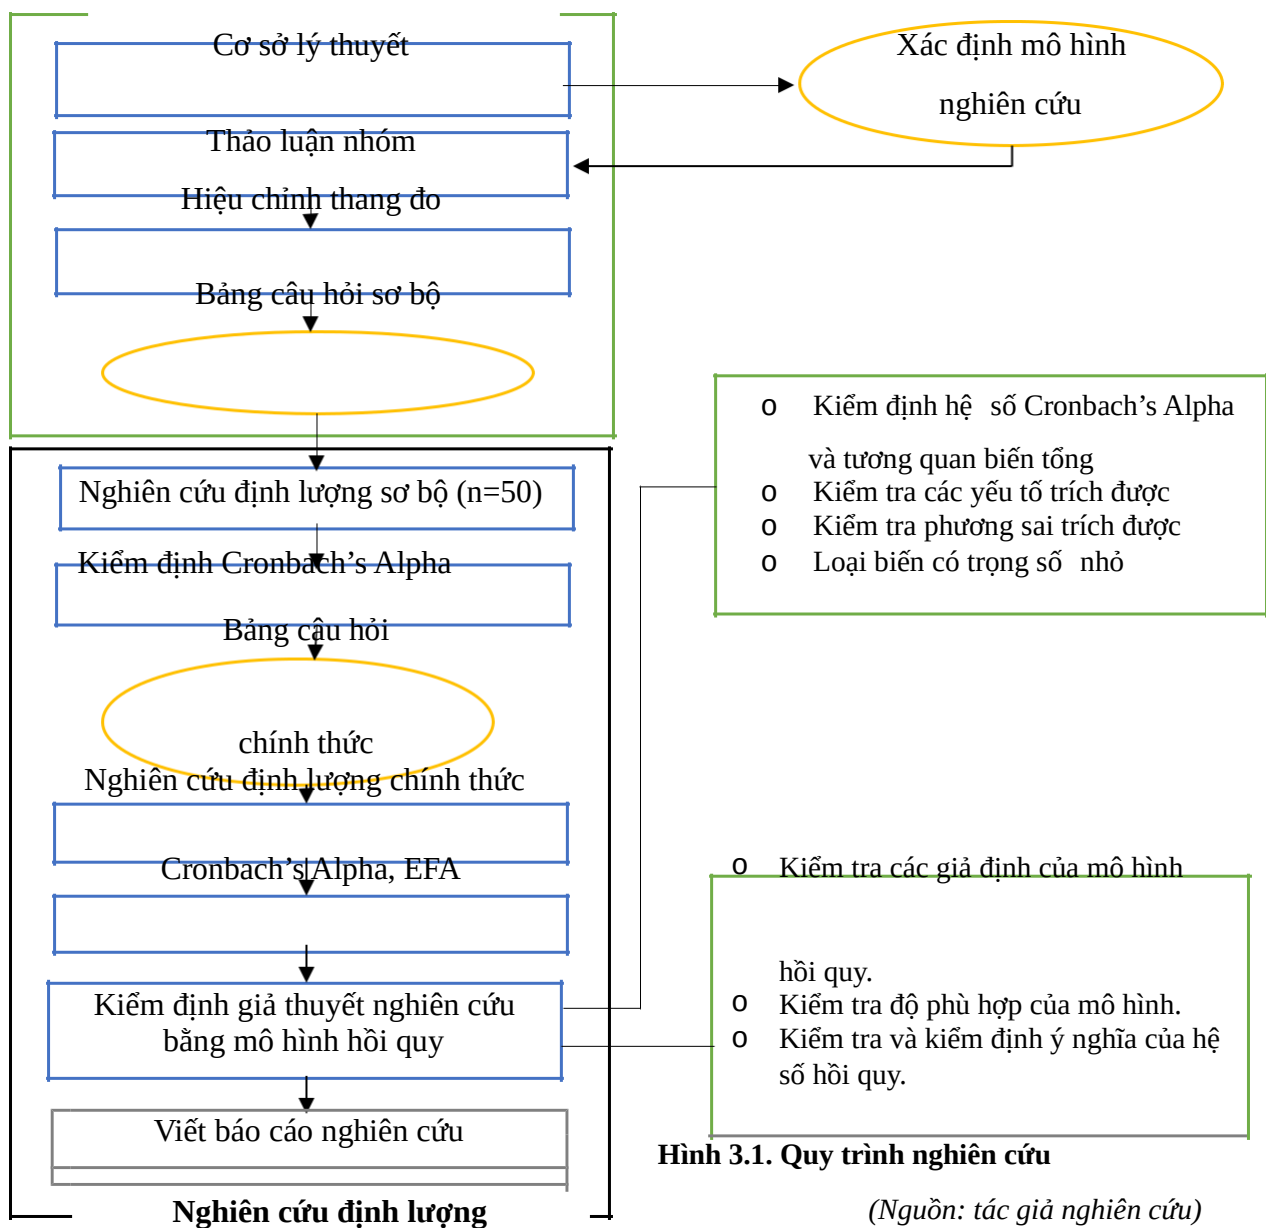 Cơ sở lý thuyết
Xác định mô hình
nghiên cứu
Thảo luận nhóm
Hiệu chỉnh thang đo
Bảng câu hỏi sơ bộ
Nghiên cứu định lượng sơ bộ (n=50)
Kiểm định Cronbach’s Alpha
Bảng câu hỏi
chính thức
Nghiên cứu định lượng chính thức
Cronbach’s Alpha, EFA
Kiểm định giả thuyết nghiên cứu
bằng mô hình hồi quy
Viết báo cáo nghiên cứu
Nghiên cứu định lượng
o Kiểm định hệ số Cronbach’s Alpha
và tương quan biến tổng
o Kiểm tra các yếu tố trích được
o Kiểm tra phương sai trích được
o Loại biến có trọng số nhỏ
o Kiểm tra các giả định của mô hình
hồi quy.
o Kiểm tra độ phù hợp của mô hình.
o Kiểm tra và kiểm định ý nghĩa của hệ
số hồi quy.
Hình 3.1. Quy trình nghiên cứu
(Nguồn: tác giả nghiên cứu)